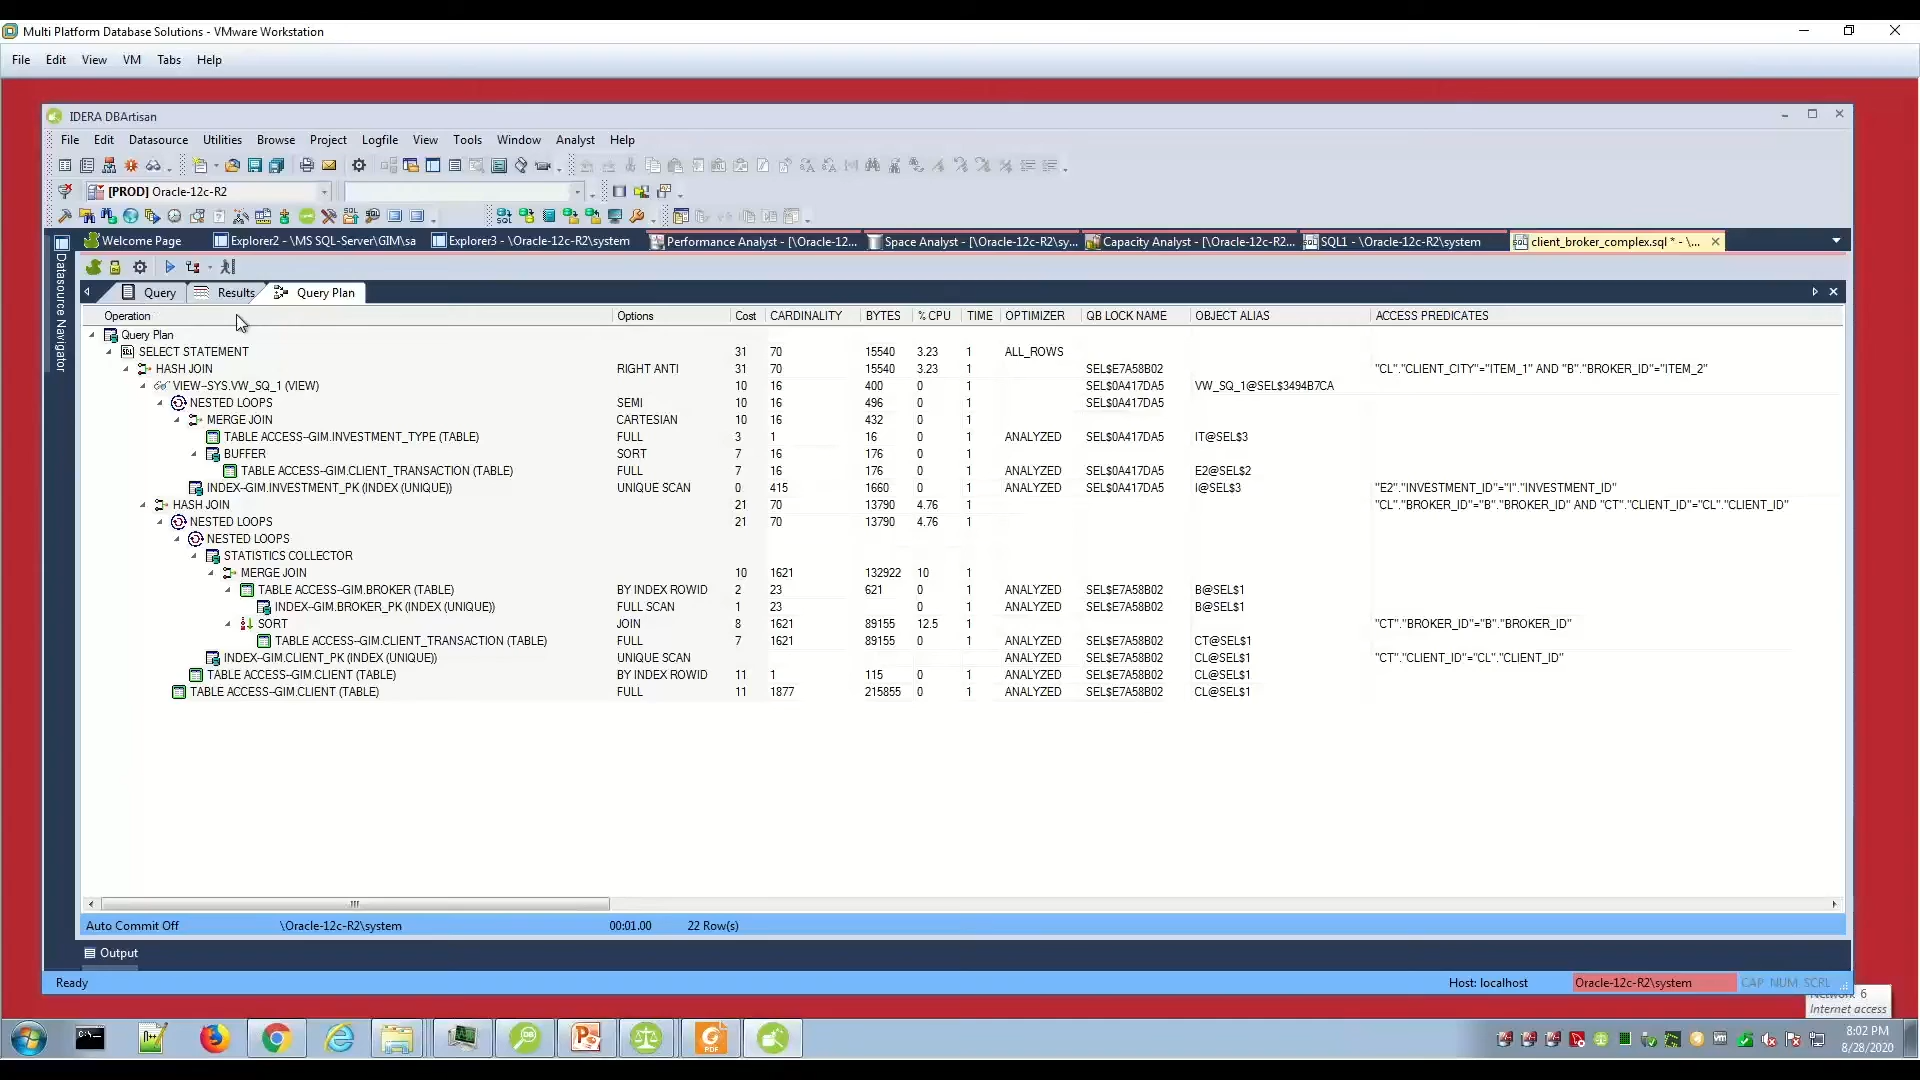 Multi Platform Database Solutions - VMware Workstation
File Edit View VM Tabs Help
IDERA DBArtisan
File Edit Datasource Utilities Browse Project Logfile View Tools Window Analyst Help
[PROD] Oracle-12c-R2
Welcome Page Explorer2 - \MS SQL-Server\GIM\sa Explorer3 - \Oracle-12c-R2\system Performance Analyst - [\Oracle-12... Space Analyst - [\Oracle-12c-R2\sy... Capacity Analyst - [\Oracle-12c-R2... SQL1 - \Oracle-12c-R2\system client_broker_complex.sql * - \...
Datasource Navigator
Query Results Query Plan
Operation Options Cost CARDINALITY BYTES % CPU TIME OPTIMIZER QB LOCK NAME OBJECT ALIAS ACCESS PREDICATES
Query Plan
SELECT STATEMENT 31 70 15540 3.23 1 ALL_ROWS
HASH JOIN RIGHT ANTI 31 70 15540 3.23 1 SEL$E7A58B02 "CL"."CLIENT_CITY"="ITEM_1" AND "B"."BROKER_ID"="ITEM_2"
VIEW--SYS.VW_SQ_1 (VIEW) 10 16 400 0 1 SEL$0A417DA5 VW_SQ_1@SEL$3494B7CA
NESTED LOOPS SEMI 10 16 496 0 1 SEL$0A417DA5
MERGE JOIN CARTESIAN 10 16 432 0 1
TABLE ACCESS--GIM.INVESTMENT_TYPE (TABLE) FULL 3 1 16 0 1 ANALYZED SEL$0A417DA5 IT@SEL$3
BUFFER SORT 7 16 176 0 1
TABLE ACCESS--GIM.CLIENT_TRANSACTION (TABLE) FULL 7 16 176 0 1 ANALYZED SEL$0A417DA5 E2@SEL$2
INDEX--GIM.INVESTMENT_PK (INDEX (UNIQUE)) UNIQUE SCAN 0 415 1660 0 1 ANALYZED SEL$0A417DA5 I@SEL$3 "E2"."INVESTMENT_ID"="I"."INVESTMENT_ID"
HASH JOIN 21 70 13790 4.76 1 "CL"."BROKER_ID"="B"."BROKER_ID" AND "CT"."CLIENT_ID"="CL"."CLIENT_ID"
NESTED LOOPS 21 70 13790 4.76 1
NESTED LOOPS
STATISTICS COLLECTOR
MERGE JOIN 10 1621 132922 10 1
TABLE ACCESS--GIM.BROKER (TABLE) BY INDEX ROWID 2 23 621 0 1 ANALYZED SEL$E7A58B02 B@SEL$1
INDEX--GIM.BROKER_PK (INDEX (UNIQUE)) FULL SCAN 1 23 0 1 ANALYZED SEL$E7A58B02 B@SEL$1
SORT JOIN 8 1621 89155 12.5 1 "CT"."BROKER_ID"="B"."BROKER_ID"
TABLE ACCESS--GIM.CLIENT_TRANSACTION (TABLE) FULL 7 1621 89155 0 1 ANALYZED SEL$E7A58B02 CT@SEL$1
INDEX--GIM.CLIENT_PK (INDEX (UNIQUE)) UNIQUE SCAN ANALYZED SEL$E7A58B02 CL@SEL$1 "CT"."CLIENT_ID"="CL"."CLIENT_ID"
TABLE ACCESS--GIM.CLIENT (TABLE) BY INDEX ROWID 11 1 115 0 1 ANALYZED SEL$E7A58B02 CL@SEL$1
TABLE ACCESS--GIM.CLIENT (TABLE) FULL 11 1877 215855 0 1 ANALYZED SEL$E7A58B02 CL@SEL$1
Auto Commit Off \Oracle-12c-R2\system 00:01.00 22 Row(s)
Output
Ready Host: localhost Oracle-12c-R2\system CAP NUM SCRL
Network 6
Internet access
8:02 PM
8/28/2020